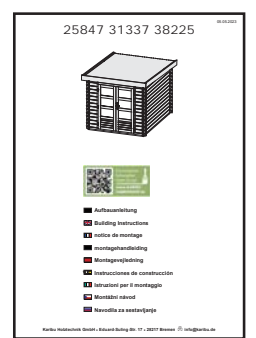 25847 31337 38225
Aufbauanleitung
Building Instructions
notice de montage
montagehandleiding
Montagevejledning
Instrucciones de construcción
Istruzioni per il montaggio
Montážní návod
Navodila za sestavljanje
Karibu Holztechnik GmbH • Eduard-Suling-Str. 17 • 28217 Bremen info@karibu.de